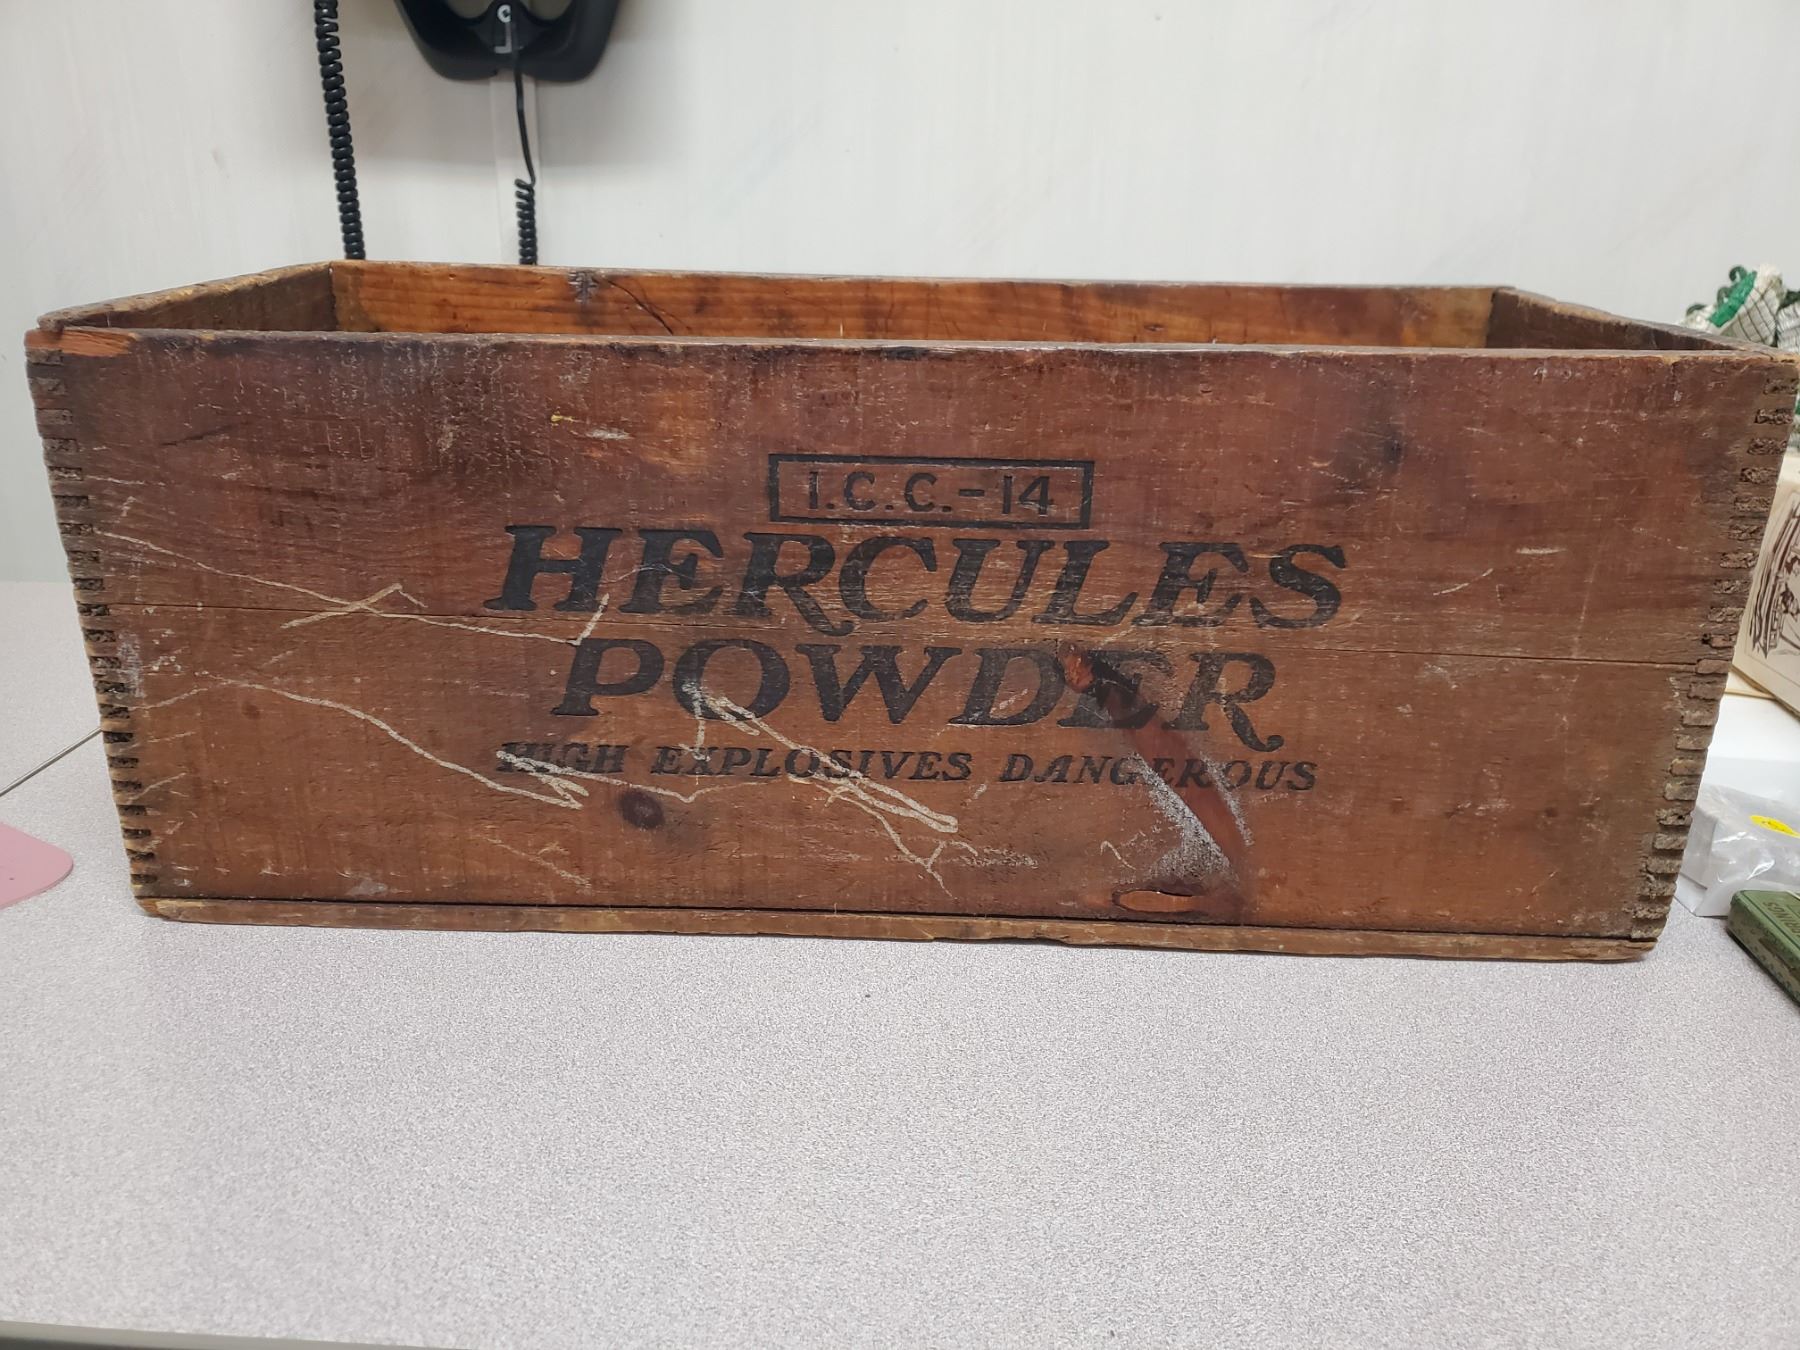 I.C.C.-14
HERCULES
POWDER
HIGH EXPLOSIVES DANGEROUS